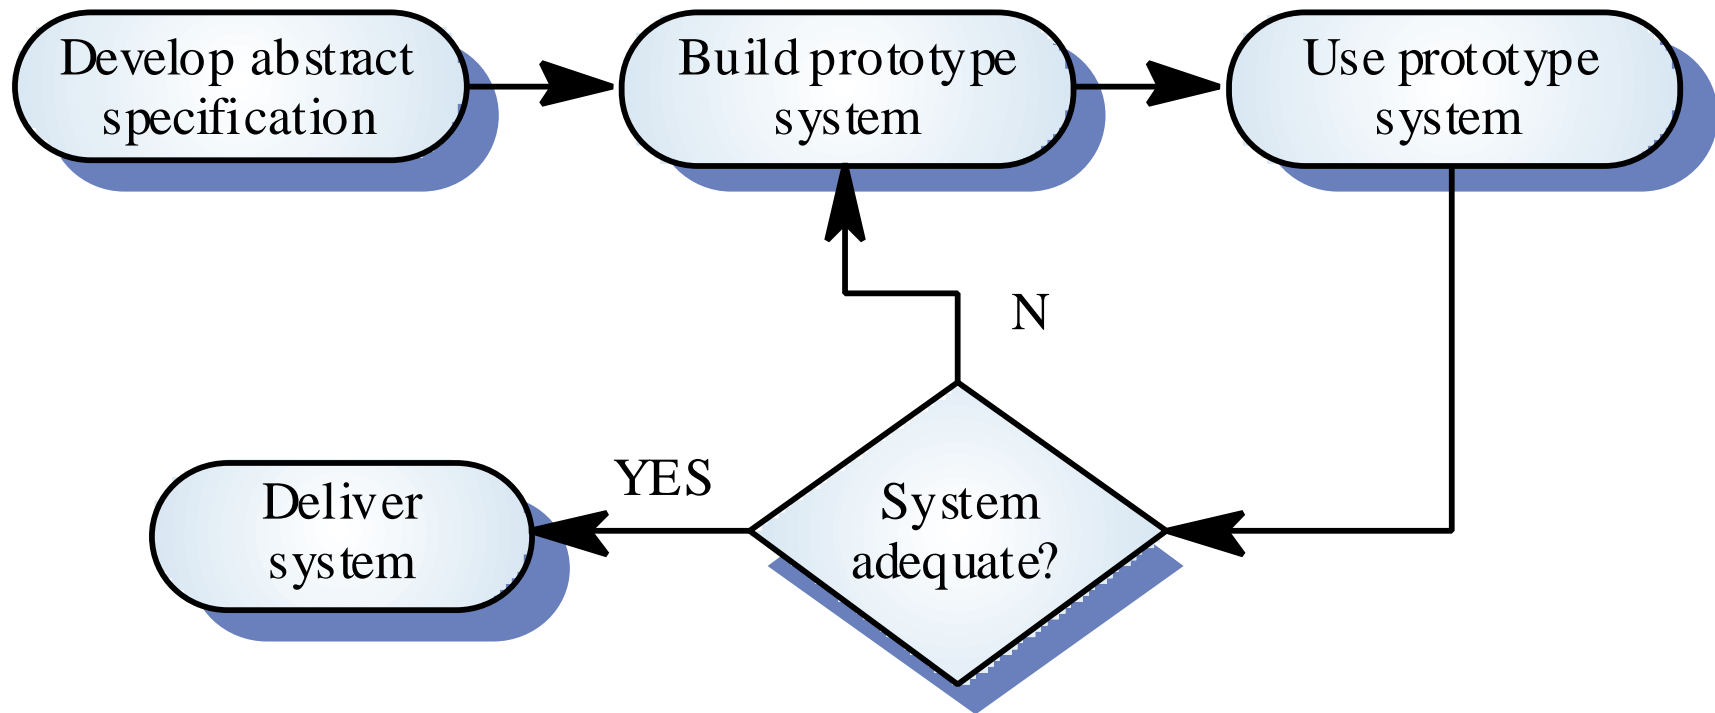 Develop abstract
specification
Build prototype
system
Use prototype
system
N
YES
Deliver
system
System
adequate?